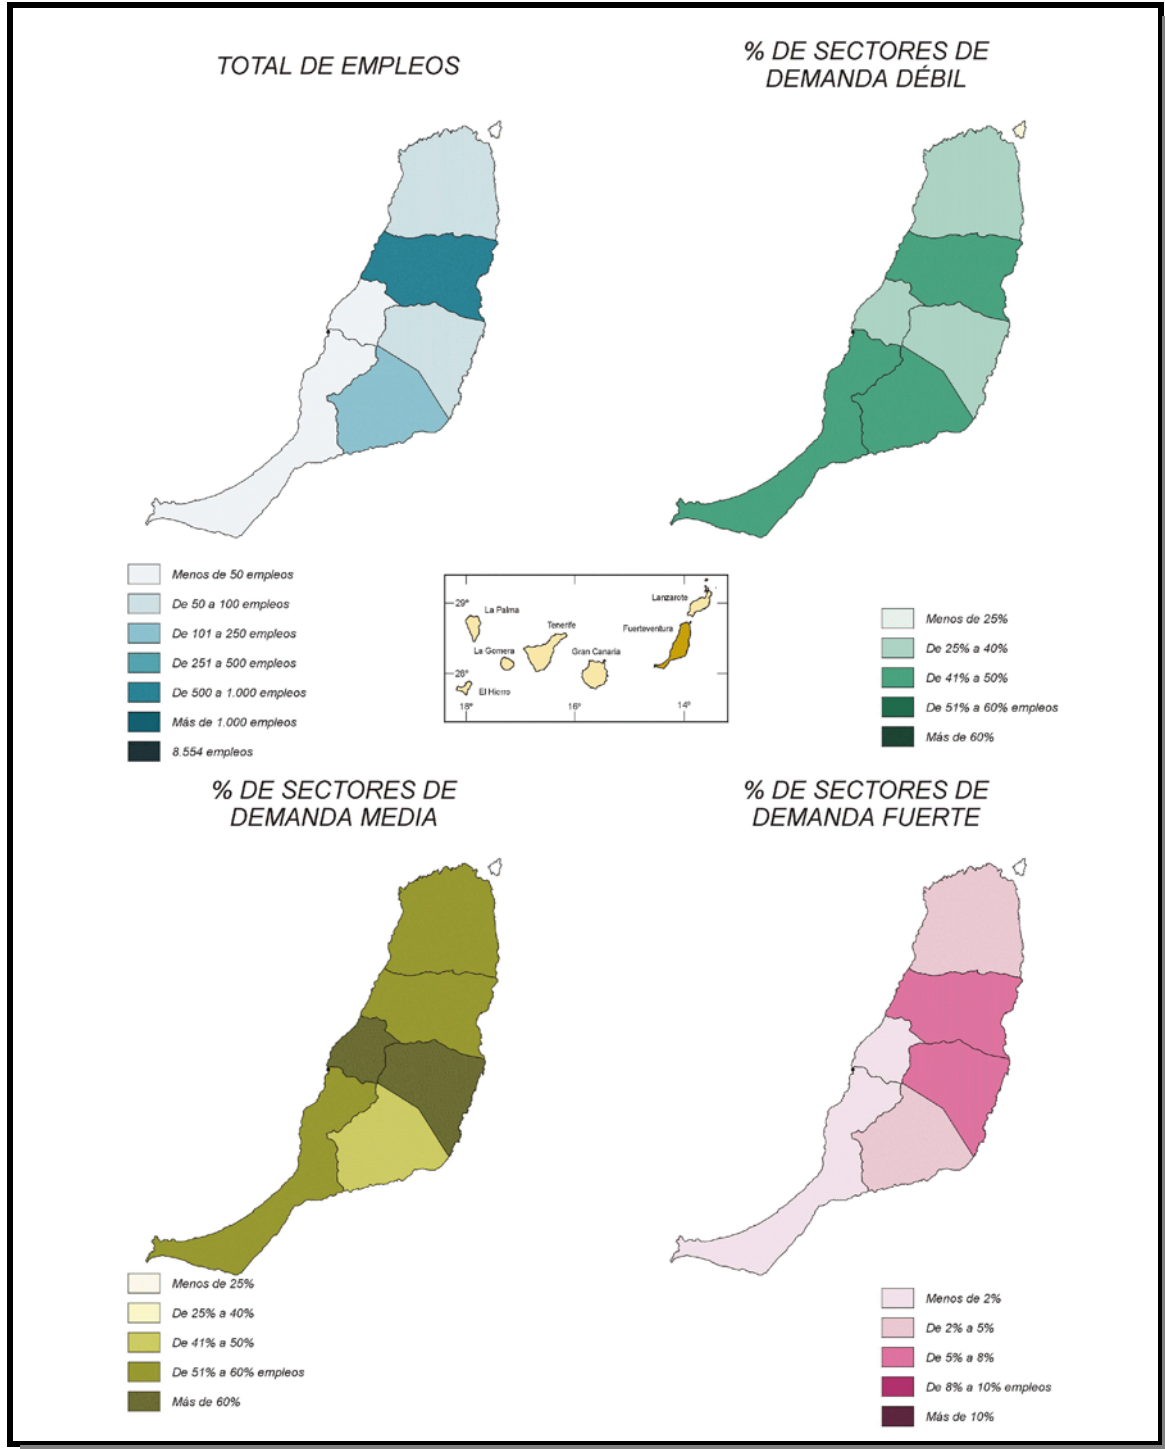 TOTAL DE EMPLEOS
% DE SECTORES DE
DEMANDA DÉBIL
Menos de 50 empleos
De 50 a 100 empleos
De 101 a 250 empleos
De 251 a 500 empleos
De 500 a 1.000 empleos
Más de 1.000 empleos
8.554 empleos
29º
28º
18º
16º
14º
La Palma
La Gomera
El Hierro
Tenerife
Gran Canaria
Fuerteventura
Lanzarote
Menos de 25%
De 25% a 40%
De 41% a 50%
De 51% a 60% empleos
Más de 60%
% DE SECTORES DE
DEMANDA MEDIA
% DE SECTORES DE
DEMANDA FUERTE
Menos de 25%
De 25% a 40%
De 41% a 50%
De 51% a 60% empleos
Más de 60%
Menos de 2%
De 2% a 5%
De 5% a 8%
De 8% a 10% empleos
Más de 10%